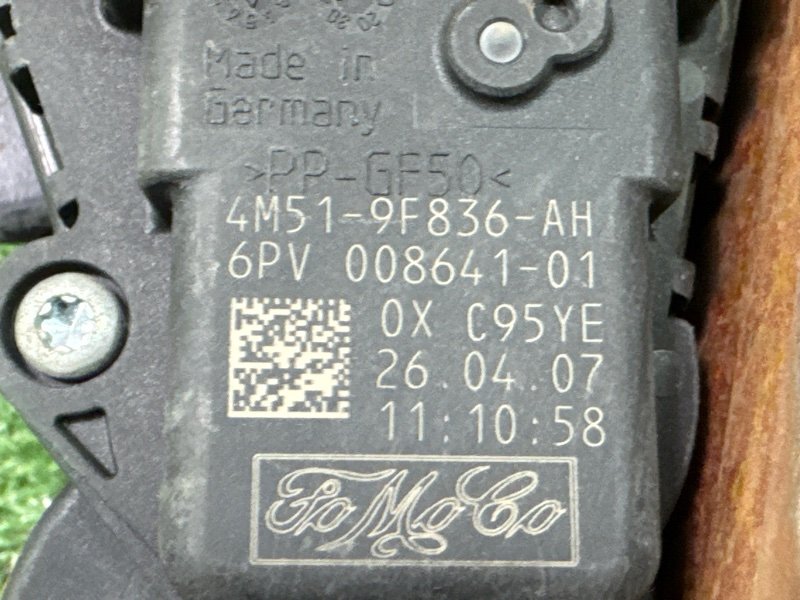 Made in
Germany
>PP-GF50<
4M51-9F836-AH
6PV 008641-01
0X C95YE
26.04.07
11:10:58
FoMoCo